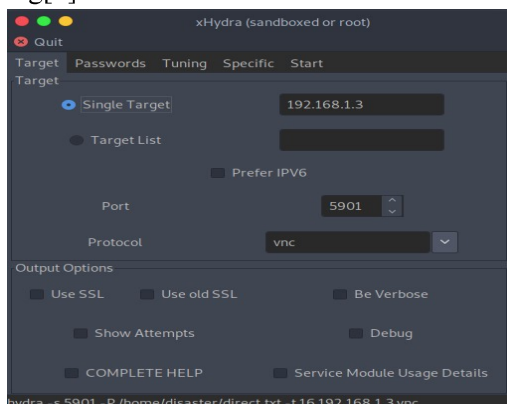 xHydra (sandboxed or root)
Quit
Target Passwords Tuning Specific Start
Target
Single Target 192.168.1.3
Target List
Prefer IPV6
Port 5901
Protocol vnc
Output Options
Use SSL Use old SSL Be Verbose
Show Attempts Debug
COMPLETE HELP Service Module Usage Details
hydra -s 5901 -P /home/disaster/direct.txt -t 16 192.168.1.3 vnc